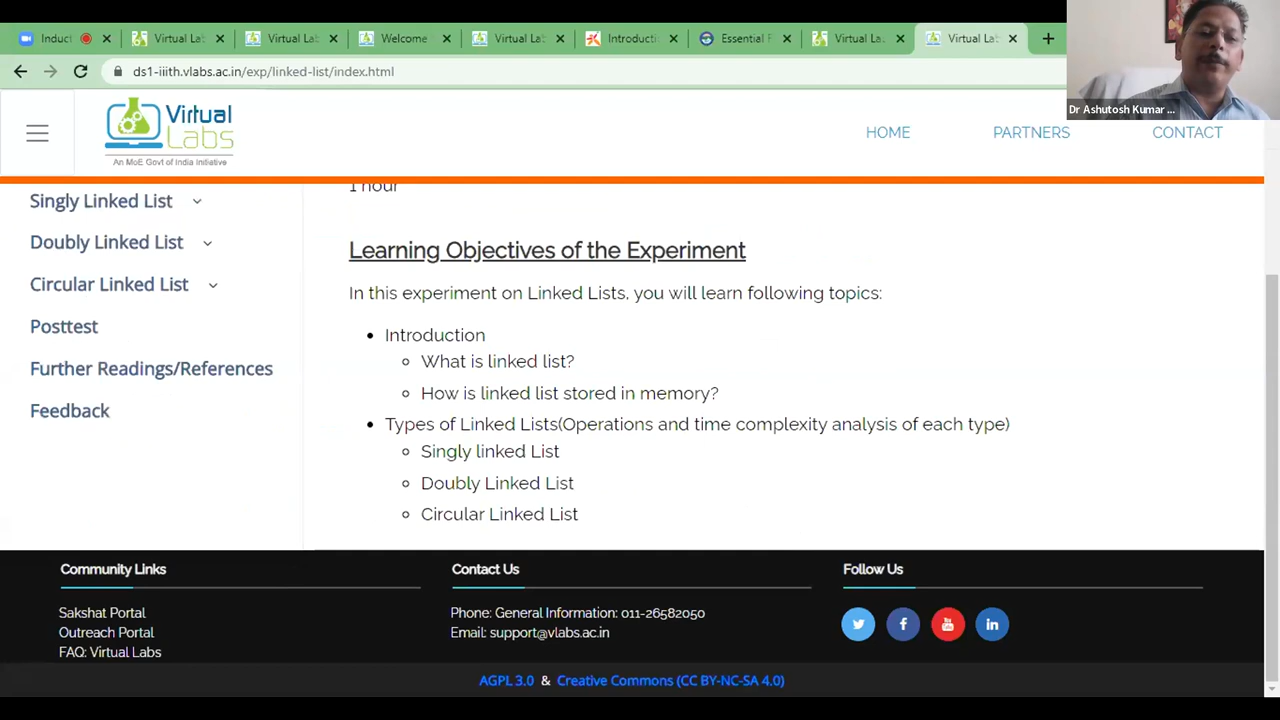 Induct
Virtual La
Virtual Lab
Welcome
Virtual Lab
Introducti
Essential F
Virtual La
Virtual Lab
ds1-iiith.vlabs.ac.in/exp/linked-list/index.html
Dr Ashutosh Kumar ...
Virtual
Labs
An MoE Govt of India Initiative
HOME
PARTNERS
CONTACT
1 hour
Singly Linked List
Doubly Linked List
Circular Linked List
Posttest
Further Readings/References
Feedback
Learning Objectives of the Experiment
In this experiment on Linked Lists, you will learn following topics:
Introduction
What is linked list?
How is linked list stored in memory?
Types of Linked Lists(Operations and time complexity analysis of each type)
Singly linked List
Doubly Linked List
Circular Linked List
Community Links
Sakshat Portal
Outreach Portal
FAQ: Virtual Labs
Contact Us
Phone: General Information: 011-26582050
Email: support@vlabs.ac.in
Follow Us
AGPL 3.0 & Creative Commons (CC BY-NC-SA 4.0)